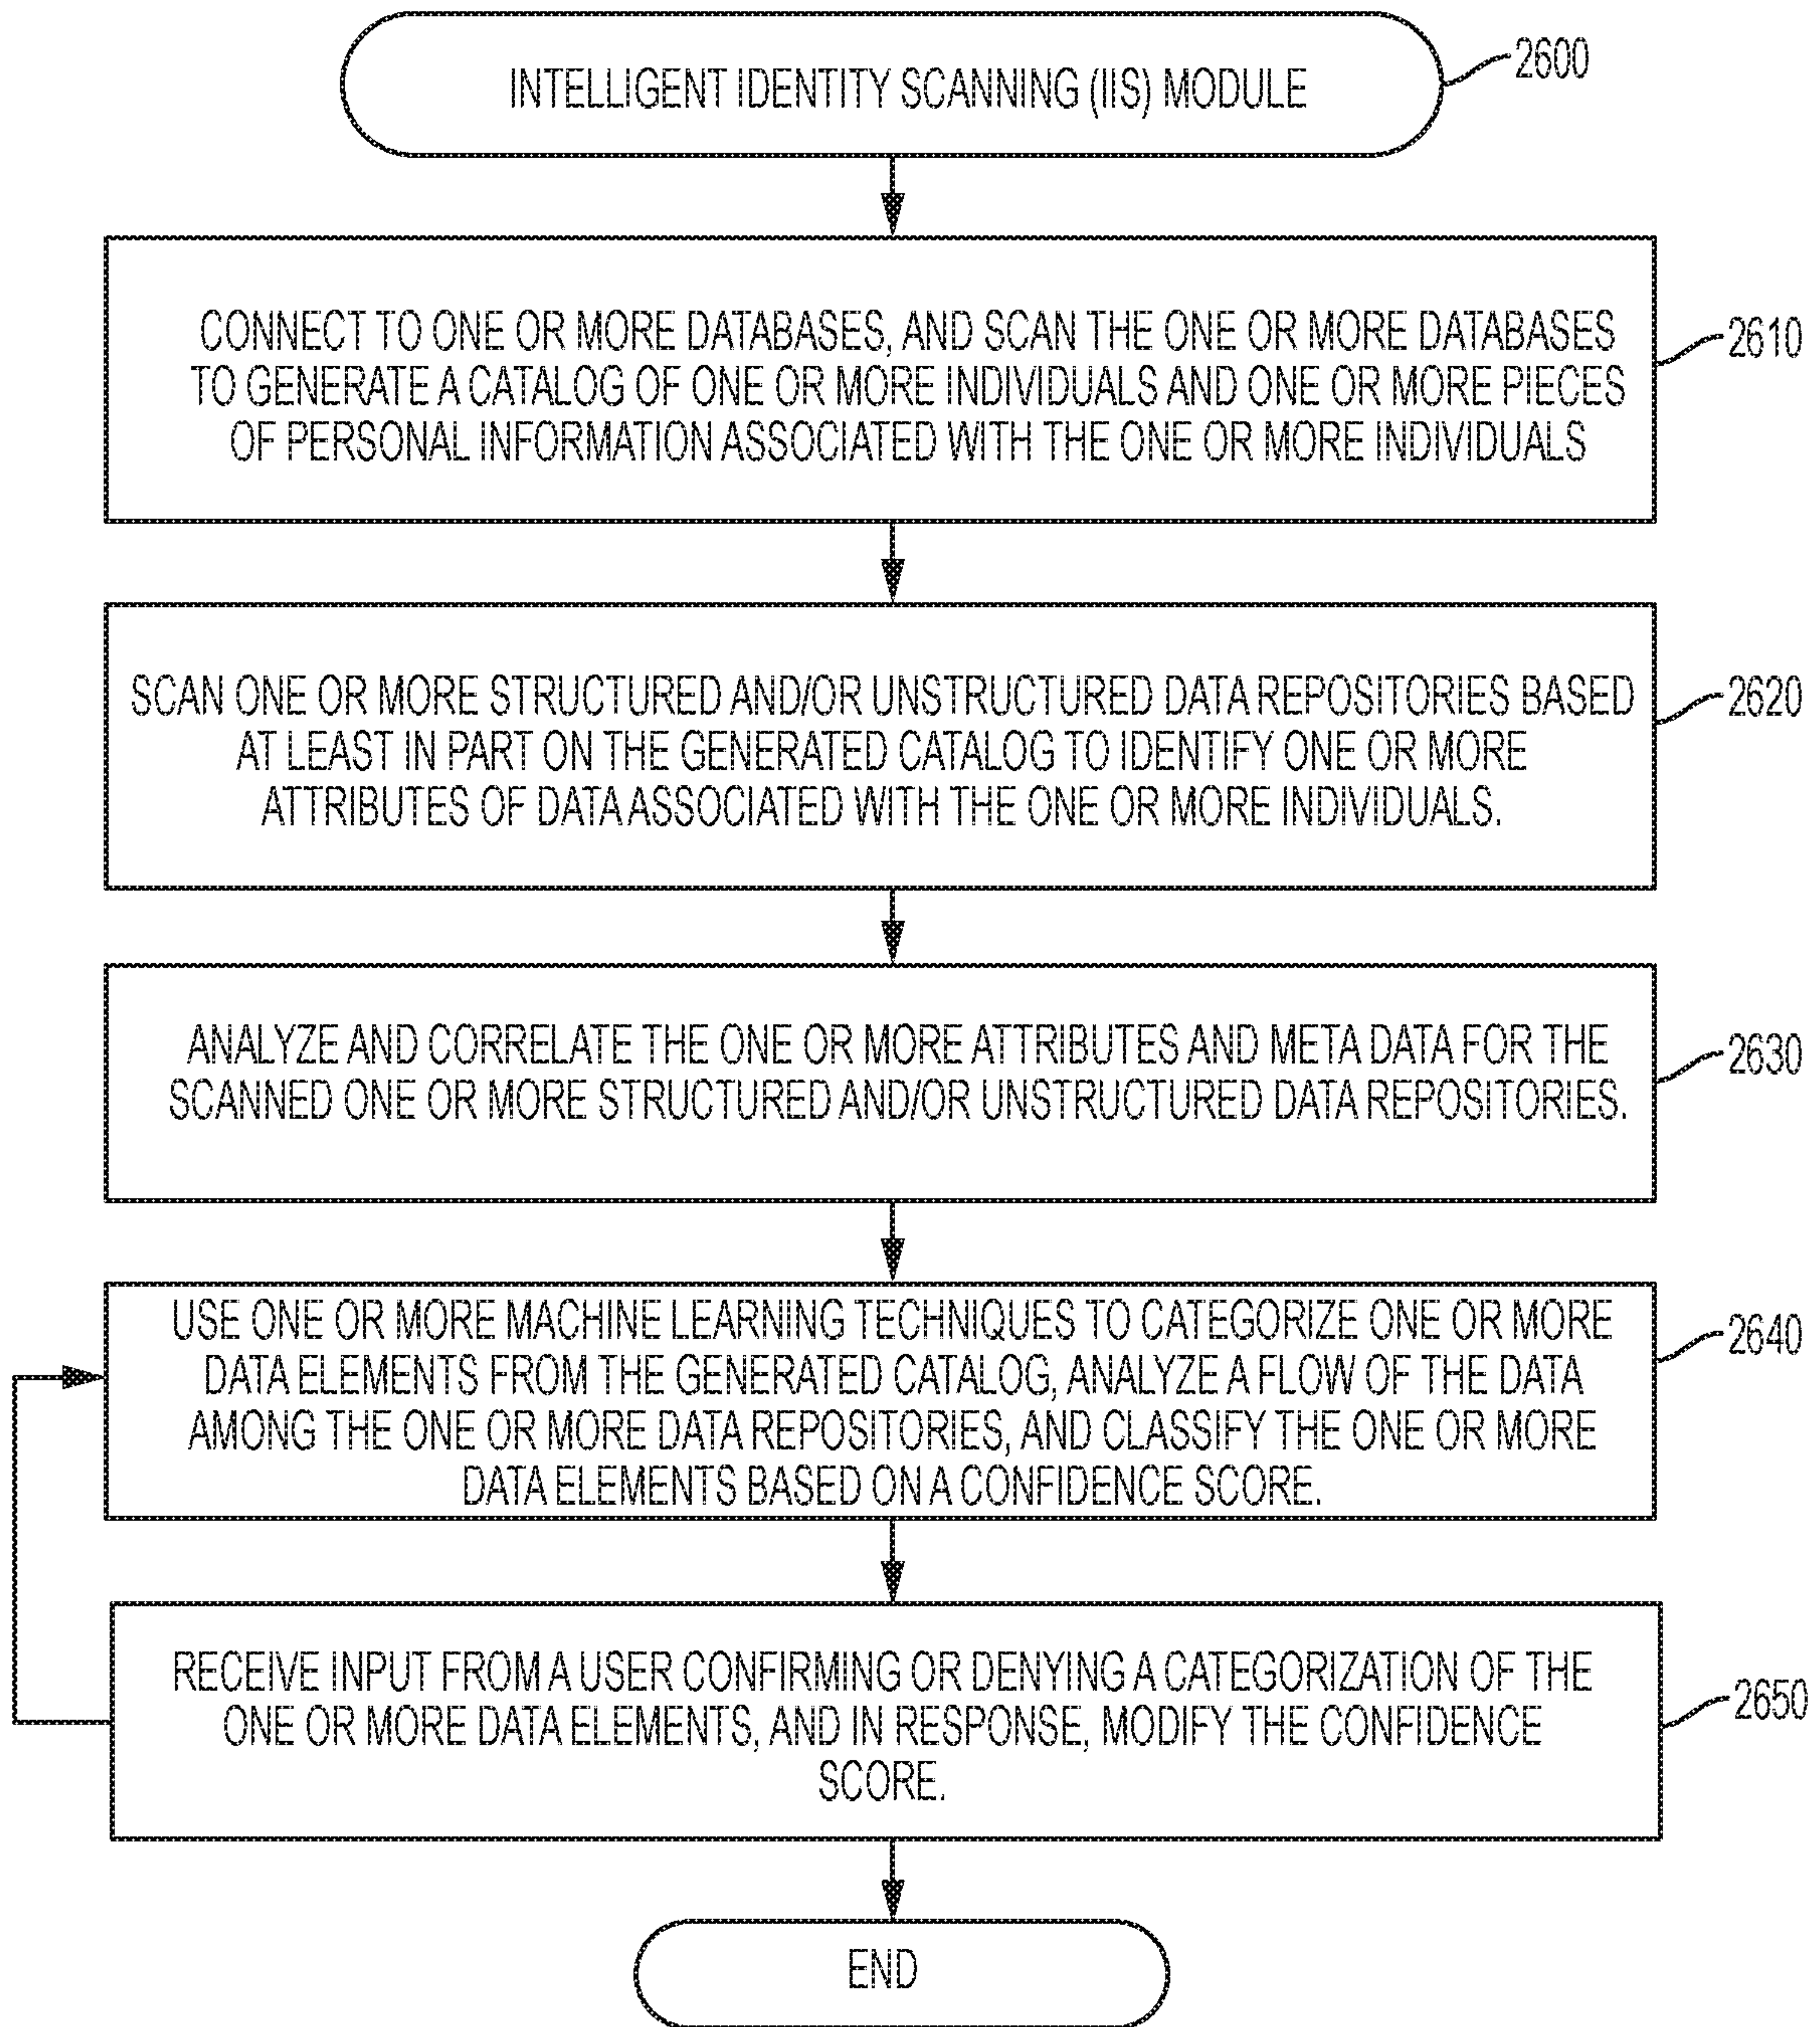 INTELLIGENT IDENTITY SCANNING (IIS) MODULE
2600
CONNECT TO ONE OR MORE DATABASES, AND SCAN THE ONE OR MORE DATABASES
TO GENERATE A CATALOG OF ONE OR MORE INDIVIDUALS AND ONE OR MORE PIECES
OF PERSONAL INFORMATION ASSOCIATED WITH THE ONE OR MORE INDIVIDUALS
2610
SCAN ONE OR MORE STRUCTURED AND/OR UNSTRUCTURED DATA REPOSITORIES BASED
AT LEAST IN PART ON THE GENERATED CATALOG TO IDENTIFY ONE OR MORE
ATTRIBUTES OF DATA ASSOCIATED WITH THE ONE OR MORE INDIVIDUALS.
2620
ANALYZE AND CORRELATE THE ONE OR MORE ATTRIBUTES AND META DATA FOR THE
SCANNED ONE OR MORE STRUCTURED AND/OR UNSTRUCTURED DATA REPOSITORIES.
2630
USE ONE OR MORE MACHINE LEARNING TECHNIQUES TO CATEGORIZE ONE OR MORE
DATA ELEMENTS FROM THE GENERATED CATALOG, ANALYZE A FLOW OF THE DATA
AMONG THE ONE OR MORE DATA REPOSITORIES, AND CLASSIFY THE ONE OR MORE
DATA ELEMENTS BASED ON A CONFIDENCE SCORE.
2640
RECEIVE INPUT FROM A USER CONFIRMING OR DENYING A CATEGORIZATION OF THE
ONE OR MORE DATA ELEMENTS, AND IN RESPONSE, MODIFY THE CONFIDENCE
SCORE.
2650
END